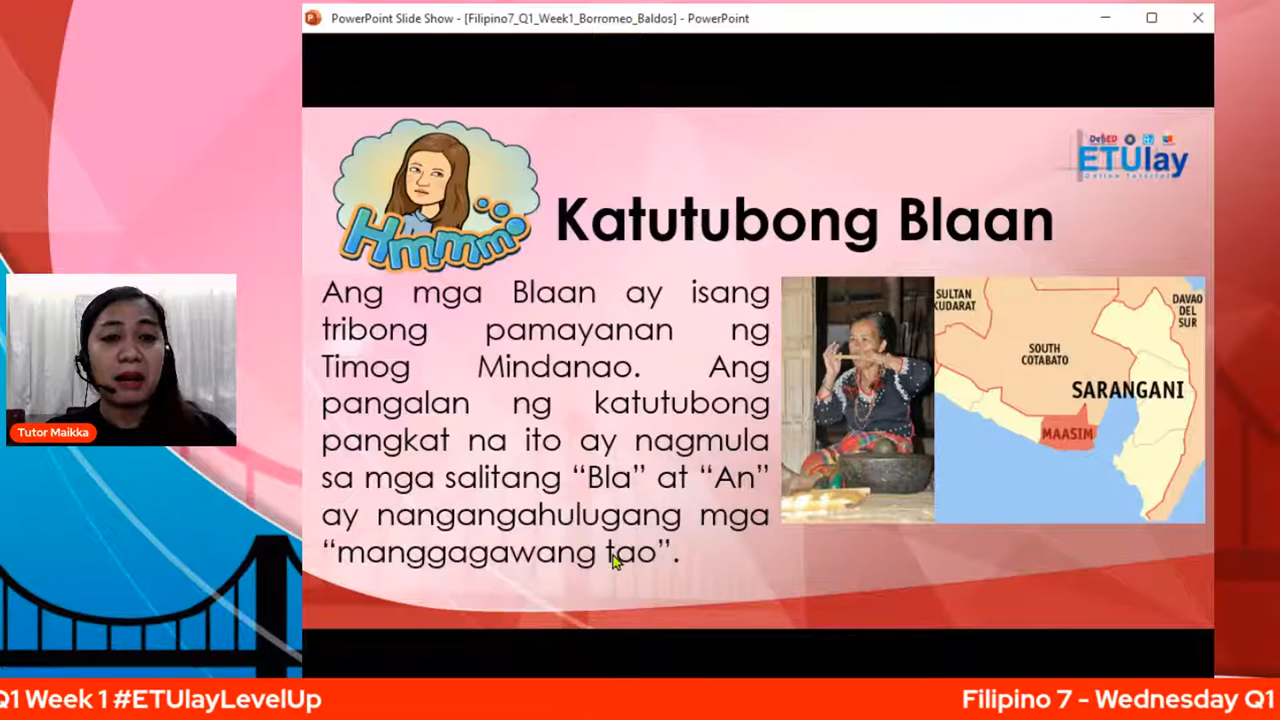 PowerPoint Slide Show - [Filipino7_Q1_Week1_Borromeo_Baldos] - PowerPoint
DepED
ETUlay
Online Tutorial
Hmmm
Katutubong Blaan
Ang mga Blaan ay isang
tribong pamayanan ng
Timog Mindanao. Ang
pangalan ng katutubong
pangkat na ito ay nagmula
sa mga salitang “Bla” at “An”
ay nangangahulugang mga
“manggagawang tao”.
SULTAN
KUDARAT
DAVAO
DEL
SUR
SOUTH
COTABATO
SARANGANI
MAASIM
Tutor Maikka
Q1 Week 1 #ETUlayLevelUp
Filipino 7 - Wednesday Q1